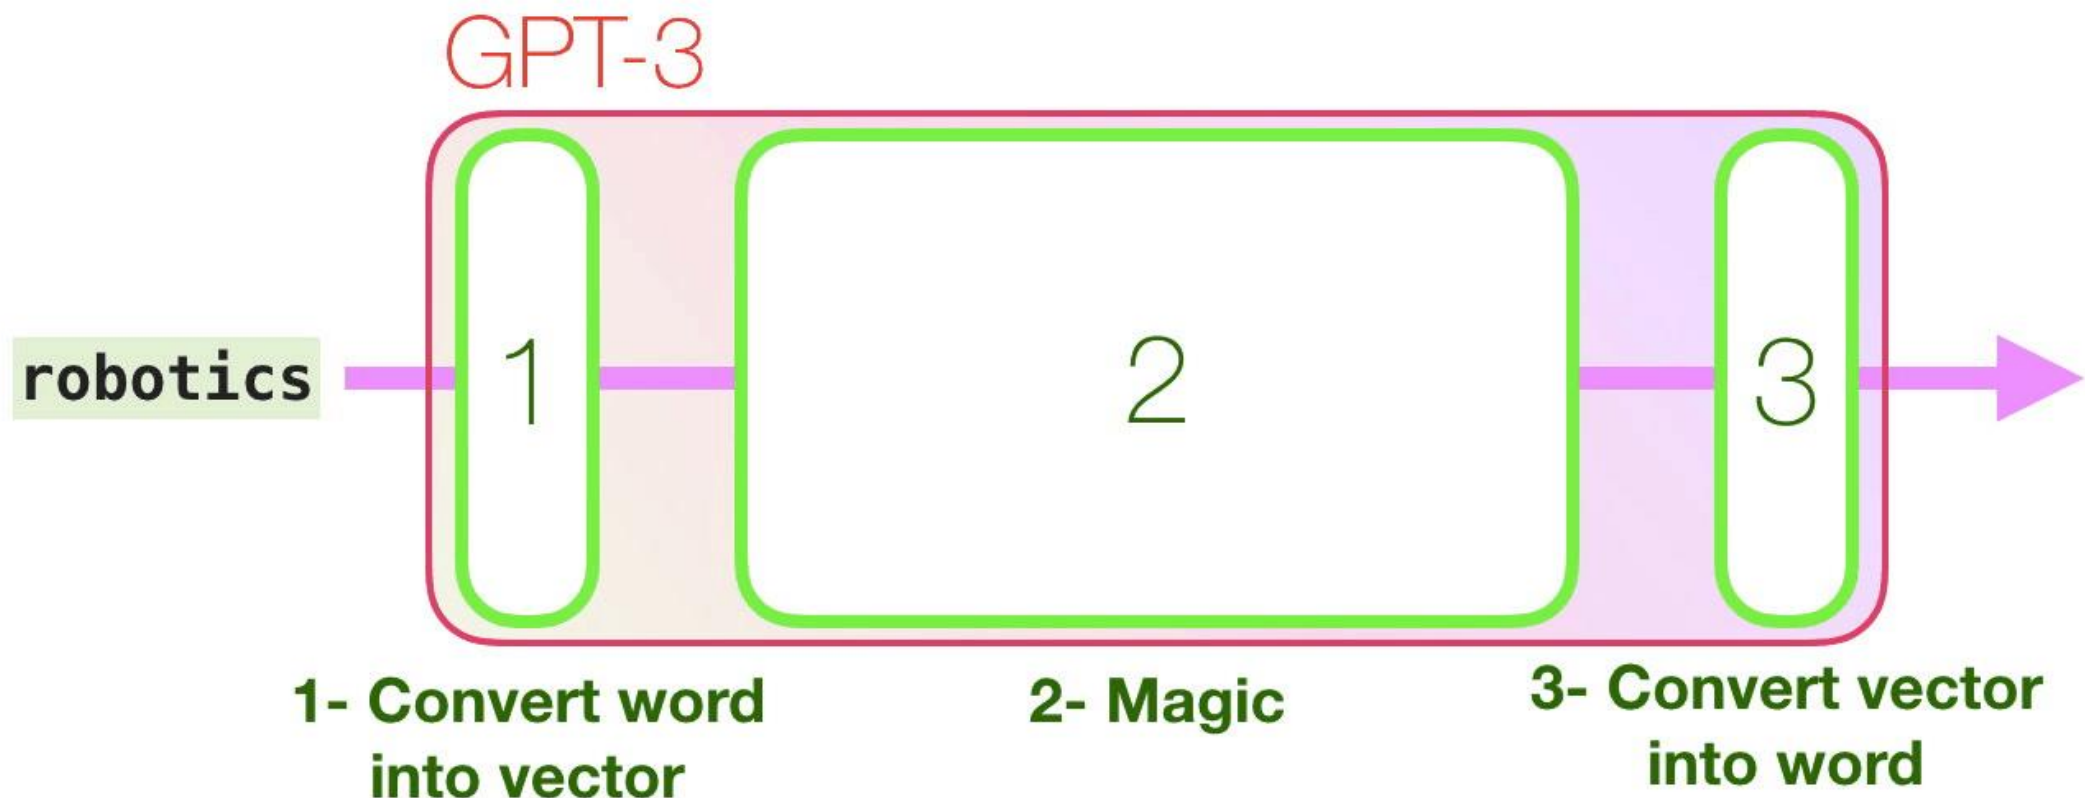 GPT-3
robotics
1
2
3
1- Convert word
into vector
2- Magic
3- Convert vector
into word